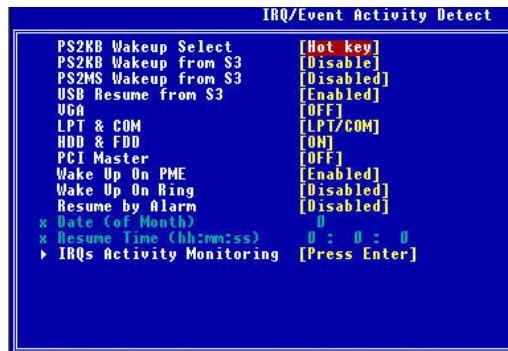 IRQ/Event Activity Detect
PS2KB Wakeup Select [Hot key]
PS2KB Wakeup from S3 [Disable]
PS2MS Wakeup from S3 [Disabled]
USB Resume from S3 [Enabled]
VGA [OFF]
LPT & COM [LPT/COM]
HDD & FDD [ON]
PCI Master [OFF]
Wake Up On PME [Enabled]
Wake Up On Ring [Disabled]
Resume by Alarm [Disabled]
x Date (of Month) 0
x Resume Time (hh:mm:ss) 0 : 0 : 0
▸ IRQs Activity Monitoring [Press Enter]